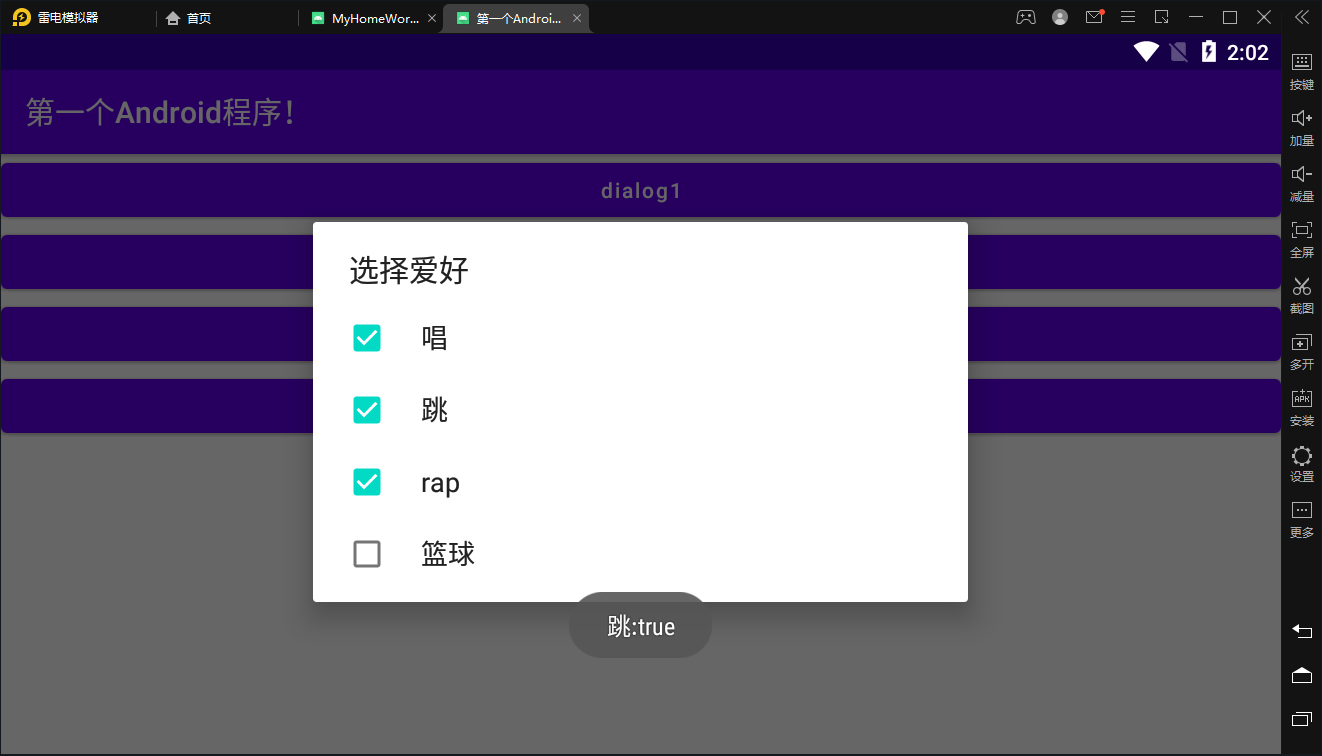 雷电模拟器
首页
MyHomeWor...
第一个Androi...
2:02
第一个Android程序!
dialog1
选择爱好
唱
跳
rap
篮球
跳:true
按键
加量
减量
全屏
截图
多开
APK
安装
设置
更多